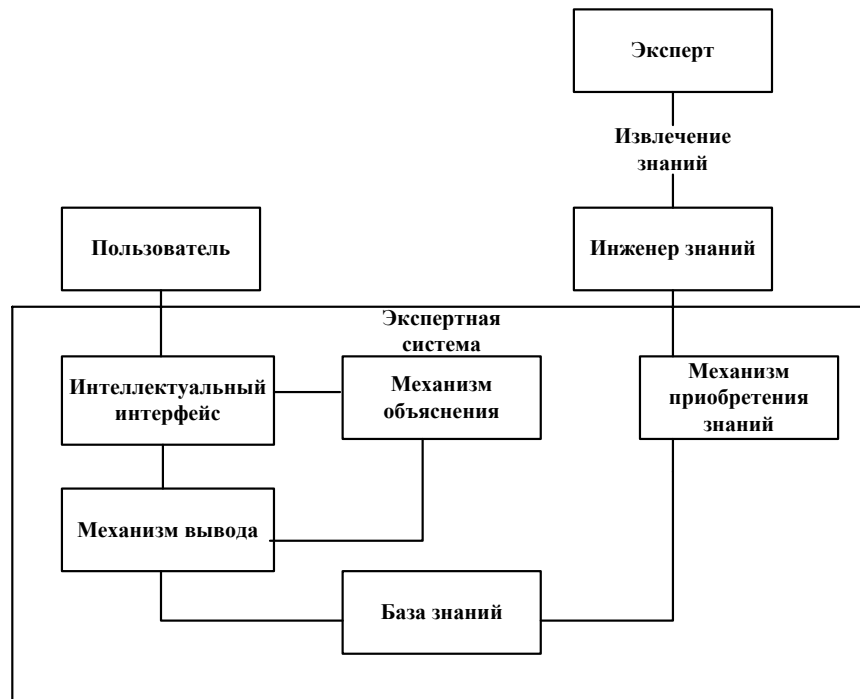 Эксперт
Извлечение
знаний
Пользователь
Инженер знаний
Экспертная
система
Интеллектуальный
интерфейс
Механизм
объяснения
Механизм
приобретения
знаний
Механизм вывода
База знаний